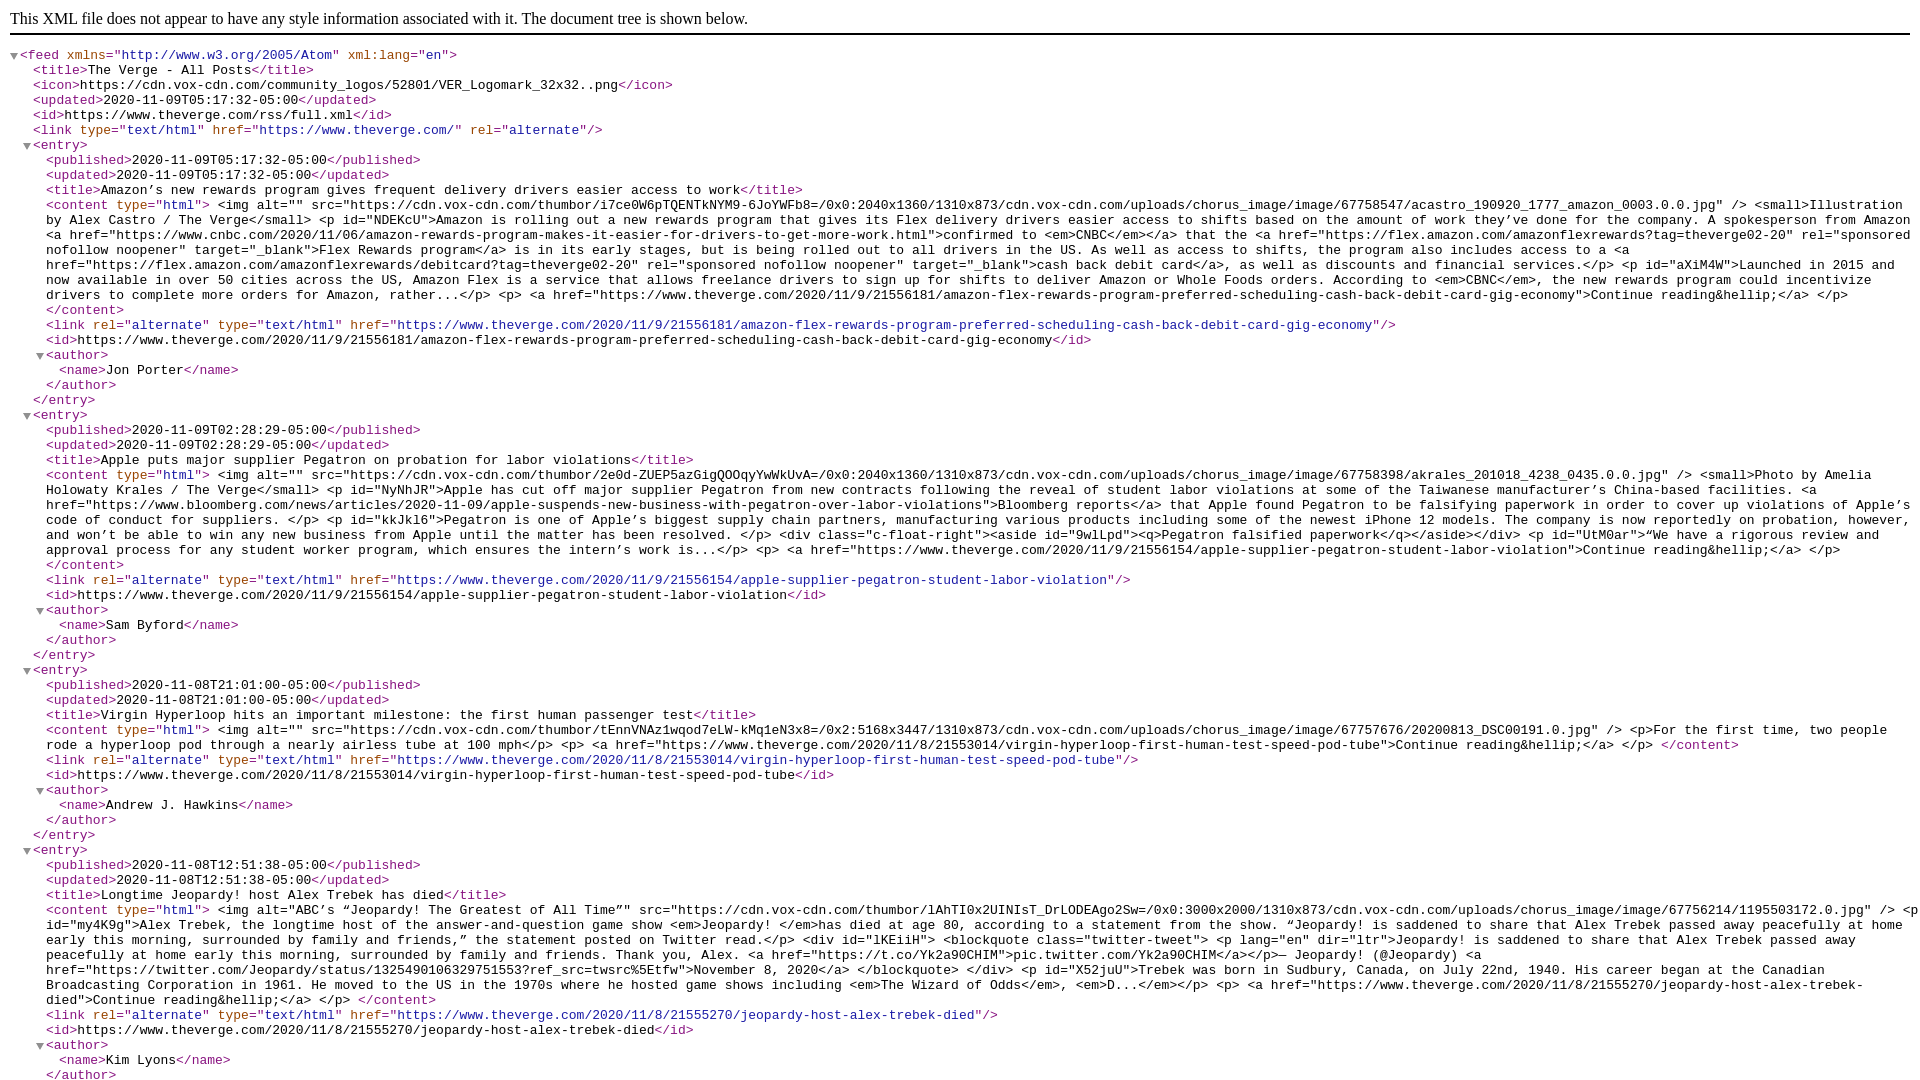 This XML file does not appear to have any style information associated with it. The document tree is shown below.
<feed xmlns="http://www.w3.org/2005/Atom" xml:lang="en">
<title>The Verge - All Posts</title>
<icon>https://cdn.vox-cdn.com/community_logos/52801/VER_Logomark_32x32..png</icon>
<updated>2020-11-09T05:17:32-05:00</updated>
<id>https://www.theverge.com/rss/full.xml</id>
<link type="text/html" href="https://www.theverge.com/" rel="alternate"/>
<entry>
<published>2020-11-09T05:17:32-05:00</published>
<updated>2020-11-09T05:17:32-05:00</updated>
<title>Amazon’s new rewards program gives frequent delivery drivers easier access to work</title>
<content type="html"> <img alt="" src="https://cdn.vox-cdn.com/thumbor/i7ce0W6pTQENTkNYM9-6JoYWFb8=/0x0:2040x1360/1310x873/cdn.vox-cdn.com/uploads/chorus_image/image/67758547/acastro_190920_1777_amazon_0003.0.0.jpg" /> <small>Illustration
by Alex Castro / The Verge</small> <p id="NDEKcU">Amazon is rolling out a new rewards program that gives its Flex delivery drivers easier access to shifts based on the amount of work they’ve done for the company. A spokesperson from Amazon
<a href="https://www.cnbc.com/2020/11/06/amazon-rewards-program-makes-it-easier-for-drivers-to-get-more-work.html">confirmed to <em>CNBC</em></a> that the <a href="https://flex.amazon.com/amazonflexrewards?tag=theverge02-20" rel="sponsored
nofollow noopener" target="_blank">Flex Rewards program</a> is in its early stages, but is being rolled out to all drivers in the US. As well as access to shifts, the program also includes access to a <a
href="https://flex.amazon.com/amazonflexrewards/debitcard?tag=theverge02-20" rel="sponsored nofollow noopener" target="_blank">cash back debit card</a>, as well as discounts and financial services.</p> <p id="aXiM4W">Launched in 2015 and
now available in over 50 cities across the US, Amazon Flex is a service that allows freelance drivers to sign up for shifts to deliver Amazon or Whole Foods orders. According to <em>CBNC</em>, the new rewards program could incentivize
drivers to complete more orders for Amazon, rather...</p> <p> <a href="https://www.theverge.com/2020/11/9/21556181/amazon-flex-rewards-program-preferred-scheduling-cash-back-debit-card-gig-economy">Continue reading&hellip;</a> </p>
</content>
<link rel="alternate" type="text/html" href="https://www.theverge.com/2020/11/9/21556181/amazon-flex-rewards-program-preferred-scheduling-cash-back-debit-card-gig-economy"/>
<id>https://www.theverge.com/2020/11/9/21556181/amazon-flex-rewards-program-preferred-scheduling-cash-back-debit-card-gig-economy</id>
<author>
<name>Jon Porter</name>
</author>
</entry>
<entry>
<published>2020-11-09T02:28:29-05:00</published>
<updated>2020-11-09T02:28:29-05:00</updated>
<title>Apple puts major supplier Pegatron on probation for labor violations</title>
<content type="html"> <img alt="" src="https://cdn.vox-cdn.com/thumbor/2e0d-ZUEP5azGigQOOqyYwWkUvA=/0x0:2040x1360/1310x873/cdn.vox-cdn.com/uploads/chorus_image/image/67758398/akrales_201018_4238_0435.0.0.jpg" /> <small>Photo by Amelia
Holowaty Krales / The Verge</small> <p id="NyNhJR">Apple has cut off major supplier Pegatron from new contracts following the reveal of student labor violations at some of the Taiwanese manufacturer’s China-based facilities. <a
href="https://www.bloomberg.com/news/articles/2020-11-09/apple-suspends-new-business-with-pegatron-over-labor-violations">Bloomberg reports</a> that Apple found Pegatron to be falsifying paperwork in order to cover up violations of Apple’s
code of conduct for suppliers. </p> <p id="kkJkl6">Pegatron is one of Apple’s biggest supply chain partners, manufacturing various products including some of the newest iPhone 12 models. The company is now reportedly on probation, however,
and won’t be able to win any new business from Apple until the matter has been resolved. </p> <div class="c-float-right"><aside id="9wlLpd"><q>Pegatron falsified paperwork</q></aside></div> <p id="UtM0ar">“We have a rigorous review and
approval process for any student worker program, which ensures the intern’s work is...</p> <p> <a href="https://www.theverge.com/2020/11/9/21556154/apple-supplier-pegatron-student-labor-violation">Continue reading&hellip;</a> </p>
</content>
<link rel="alternate" type="text/html" href="https://www.theverge.com/2020/11/9/21556154/apple-supplier-pegatron-student-labor-violation"/>
<id>https://www.theverge.com/2020/11/9/21556154/apple-supplier-pegatron-student-labor-violation</id>
<author>
<name>Sam Byford</name>
</author>
</entry>
<entry>
<published>2020-11-08T21:01:00-05:00</published>
<updated>2020-11-08T21:01:00-05:00</updated>
<title>Virgin Hyperloop hits an important milestone: the first human passenger test</title>
<content type="html"> <img alt="" src="https://cdn.vox-cdn.com/thumbor/tEnnVNAz1wqod7eLW-kMq1eN3x8=/0x2:5168x3447/1310x873/cdn.vox-cdn.com/uploads/chorus_image/image/67757676/20200813_DSC00191.0.jpg" /> <p>For the first time, two people
rode a hyperloop pod through a nearly airless tube at 100 mph</p> <p> <a href="https://www.theverge.com/2020/11/8/21553014/virgin-hyperloop-first-human-test-speed-pod-tube">Continue reading&hellip;</a> </p> </content>
<link rel="alternate" type="text/html" href="https://www.theverge.com/2020/11/8/21553014/virgin-hyperloop-first-human-test-speed-pod-tube"/>
<id>https://www.theverge.com/2020/11/8/21553014/virgin-hyperloop-first-human-test-speed-pod-tube</id>
<author>
<name>Andrew J. Hawkins</name>
</author>
</entry>
<entry>
<published>2020-11-08T12:51:38-05:00</published>
<updated>2020-11-08T12:51:38-05:00</updated>
<title>Longtime Jeopardy! host Alex Trebek has died</title>
<content type="html"> <img alt="ABC’s “Jeopardy! The Greatest of All Time”" src="https://cdn.vox-cdn.com/thumbor/lAhTI0x2UINIsT_DrLODEAgo2Sw=/0x0:3000x2000/1310x873/cdn.vox-cdn.com/uploads/chorus_image/image/67756214/1195503172.0.jpg" /> <p
id="my4K9g">Alex Trebek, the longtime host of the answer-and-question game show <em>Jeopardy! </em>has died at age 80, according to a statement from the show. “Jeopardy! is saddened to share that Alex Trebek passed away peacefully at home
early this morning, surrounded by family and friends,” the statement posted on Twitter read.</p> <div id="lKEiiH"> <blockquote class="twitter-tweet"> <p lang="en" dir="ltr">Jeopardy! is saddened to share that Alex Trebek passed away
peacefully at home early this morning, surrounded by family and friends. Thank you, Alex. <a href="https://t.co/Yk2a90CHIM">pic.twitter.com/Yk2a90CHIM</a></p>— Jeopardy! (@Jeopardy) <a
href="https://twitter.com/Jeopardy/status/1325490106329751553?ref_src=twsrc%5Etfw">November 8, 2020</a> </blockquote> </div> <p id="X52juU">Trebek was born in Sudbury, Canada, on July 22nd, 1940. His career began at the Canadian
Broadcasting Corporation in 1961. He moved to the US in the 1970s where he hosted game shows including <em>The Wizard of Odds</em>, <em>D...</em></p> <p> <a href="https://www.theverge.com/2020/11/8/21555270/jeopardy-host-alex-trebek-
died">Continue reading&hellip;</a> </p> </content>
<link rel="alternate" type="text/html" href="https://www.theverge.com/2020/11/8/21555270/jeopardy-host-alex-trebek-died"/>
<id>https://www.theverge.com/2020/11/8/21555270/jeopardy-host-alex-trebek-died</id>
<author>
<name>Kim Lyons</name>
</author>